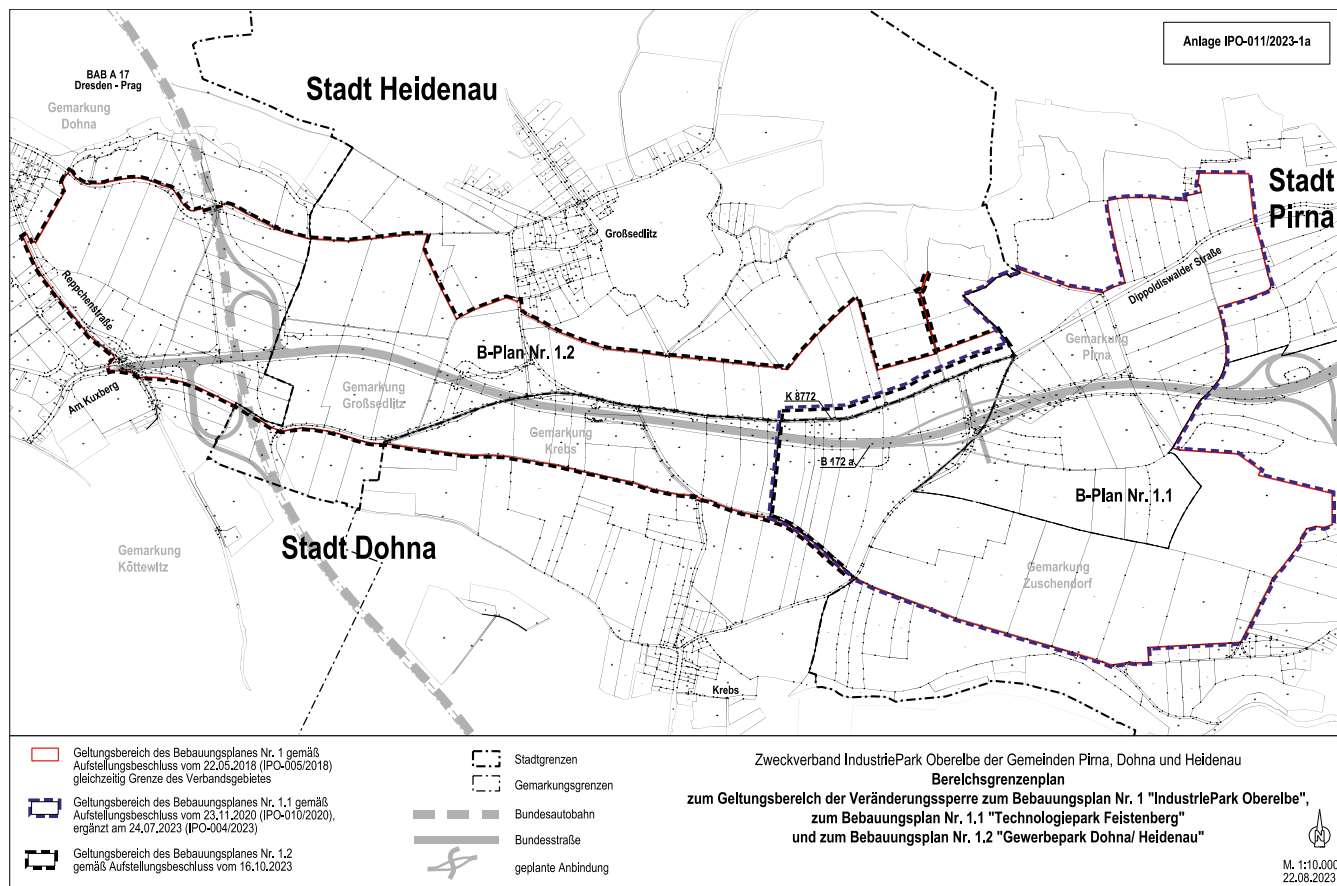 Anlage IPO-011/2023-1a
BAB A 17
Dresden - Prag
Gemarkung
Dohna
Stadt Heidenau
Stadt
Pirna
Großsedlitz
Dippoldiswalder Straße
Reppchenstraße
B-Plan Nr. 1.2
Gemarkung
Pirna
Am Kuxberg
Gemarkung
Großsedlitz
K 8772
Gemarkung
Krebs
B 172 a
B-Plan Nr. 1.1
Stadt Dohna
Gemarkung
Köttewitz
Gemarkung
Zuschendorf
Krebs
Geltungsbereich des Bebauungsplanes Nr. 1 gemäß
Aufstellungsbeschluss vom 22.05.2018 (IPO-005/2018)
gleichzeitig Grenze des Verbandsgebietes
Geltungsbereich des Bebauungsplanes Nr. 1.1 gemäß
Aufstellungsbeschluss vom 23.11.2020 (IPO-010/2020),
ergänzt am 24.07.2023 (IPO-004/2023)
Geltungsbereich des Bebauungsplanes Nr. 1.2
gemäß Aufstellungsbeschluss vom 16.10.2023
Stadtgrenzen
Gemarkungsgrenzen
Bundesautobahn
Bundesstraße
geplante Anbindung
Zweckverband IndustriePark Oberelbe der Gemeinden Pirna, Dohna und Heidenau
Bereichsgrenzenplan
zum Geltungsbereich der Veränderungssperre zum Bebauungsplan Nr. 1 "IndustriePark Oberelbe",
zum Bebauungsplan Nr. 1.1 "Technologiepark Feistenberg"
und zum Bebauungsplan Nr. 1.2 "Gewerbepark Dohna/ Heidenau"
M. 1:10.000
22.08.2023